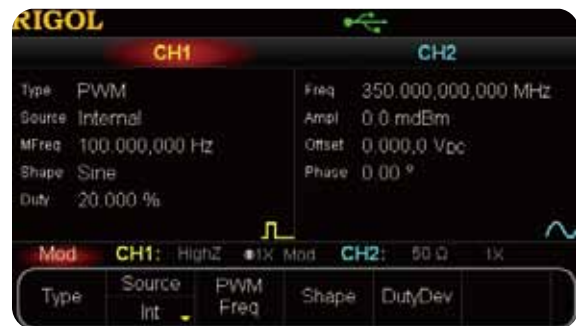 RIGOL
CH1 CH2
Type PWM
Source Internal
MFreq 100.000,000 Hz
Shape Sine
Duty 20.000 %
Freq 350.000,000,000 MHz
Ampl 0.0 mdBm
Offset 0.000,0 VDC
Phase 0.00 °
Mod CH1: HighZ 1X Mod CH2: 50 Ω 1X
Type Source Int PWM Freq Shape DutyDev